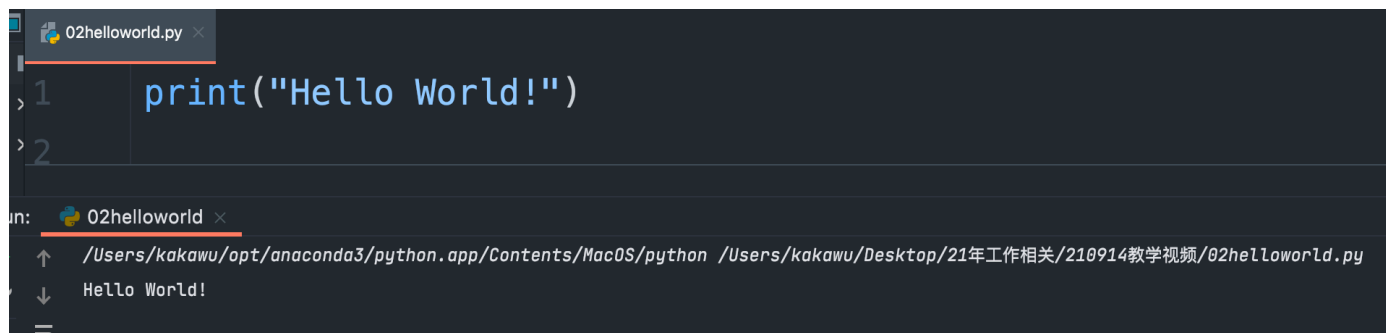 02helloworld.py
1 print("Hello World!")
2
un: 02helloworld
/Users/kakawu/opt/anaconda3/python.app/Contents/MacOS/python /Users/kakawu/Desktop/21年工作相关/210914教学视频/02helloworld.py
Hello World!